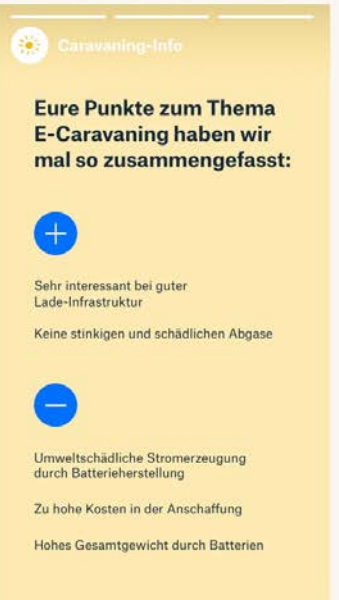 Caravaning-Info
Eure Punkte zum Thema
E-Caravaning haben wir
mal so zusammengefasst:
Sehr interessant bei guter
Lade-Infrastruktur
Keine stinkigen und schädlichen Abgase
Umweltschädliche Stromerzeugung
durch Batterieherstellung
Zu hohe Kosten in der Anschaffung
Hohes Gesamtgewicht durch Batterien